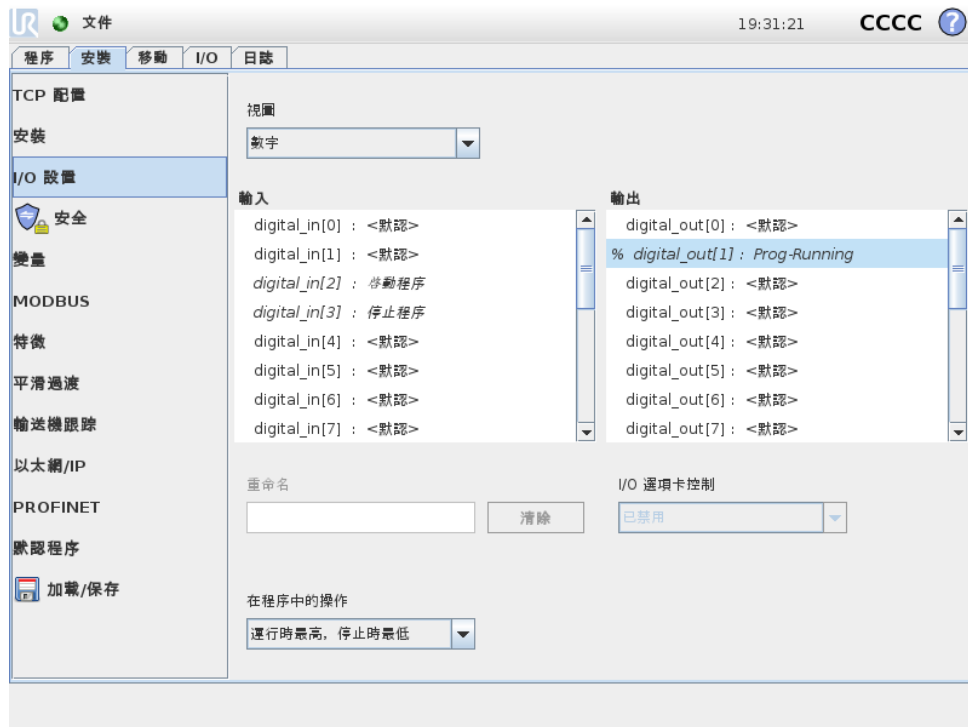 UR 文件 19:31:21 CCCC ?
程序 安裝 移動 I/O 日誌
TCP 配置
安裝
I/O 設置
安全
變量
MODBUS
特徵
平滑過渡
輸送機跟踪
以太網/IP
PROFINET
默認程序
加載/保存
視圖
數字
輸入
digital_in[0] : <默認>
digital_in[1] : <默認>
digital_in[2] : 啓動程序
digital_in[3] : 停止程序
digital_in[4] : <默認>
digital_in[5] : <默認>
digital_in[6] : <默認>
digital_in[7] : <默認>
輸出
digital_out[0] : <默認>
% digital_out[1] : Prog-Running
digital_out[2] : <默認>
digital_out[3] : <默認>
digital_out[4] : <默認>
digital_out[5] : <默認>
digital_out[6] : <默認>
digital_out[7] : <默認>
重命名
清除
I/O 選項卡控制
已禁用
在程序中的操作
運行時最高，停止時最低